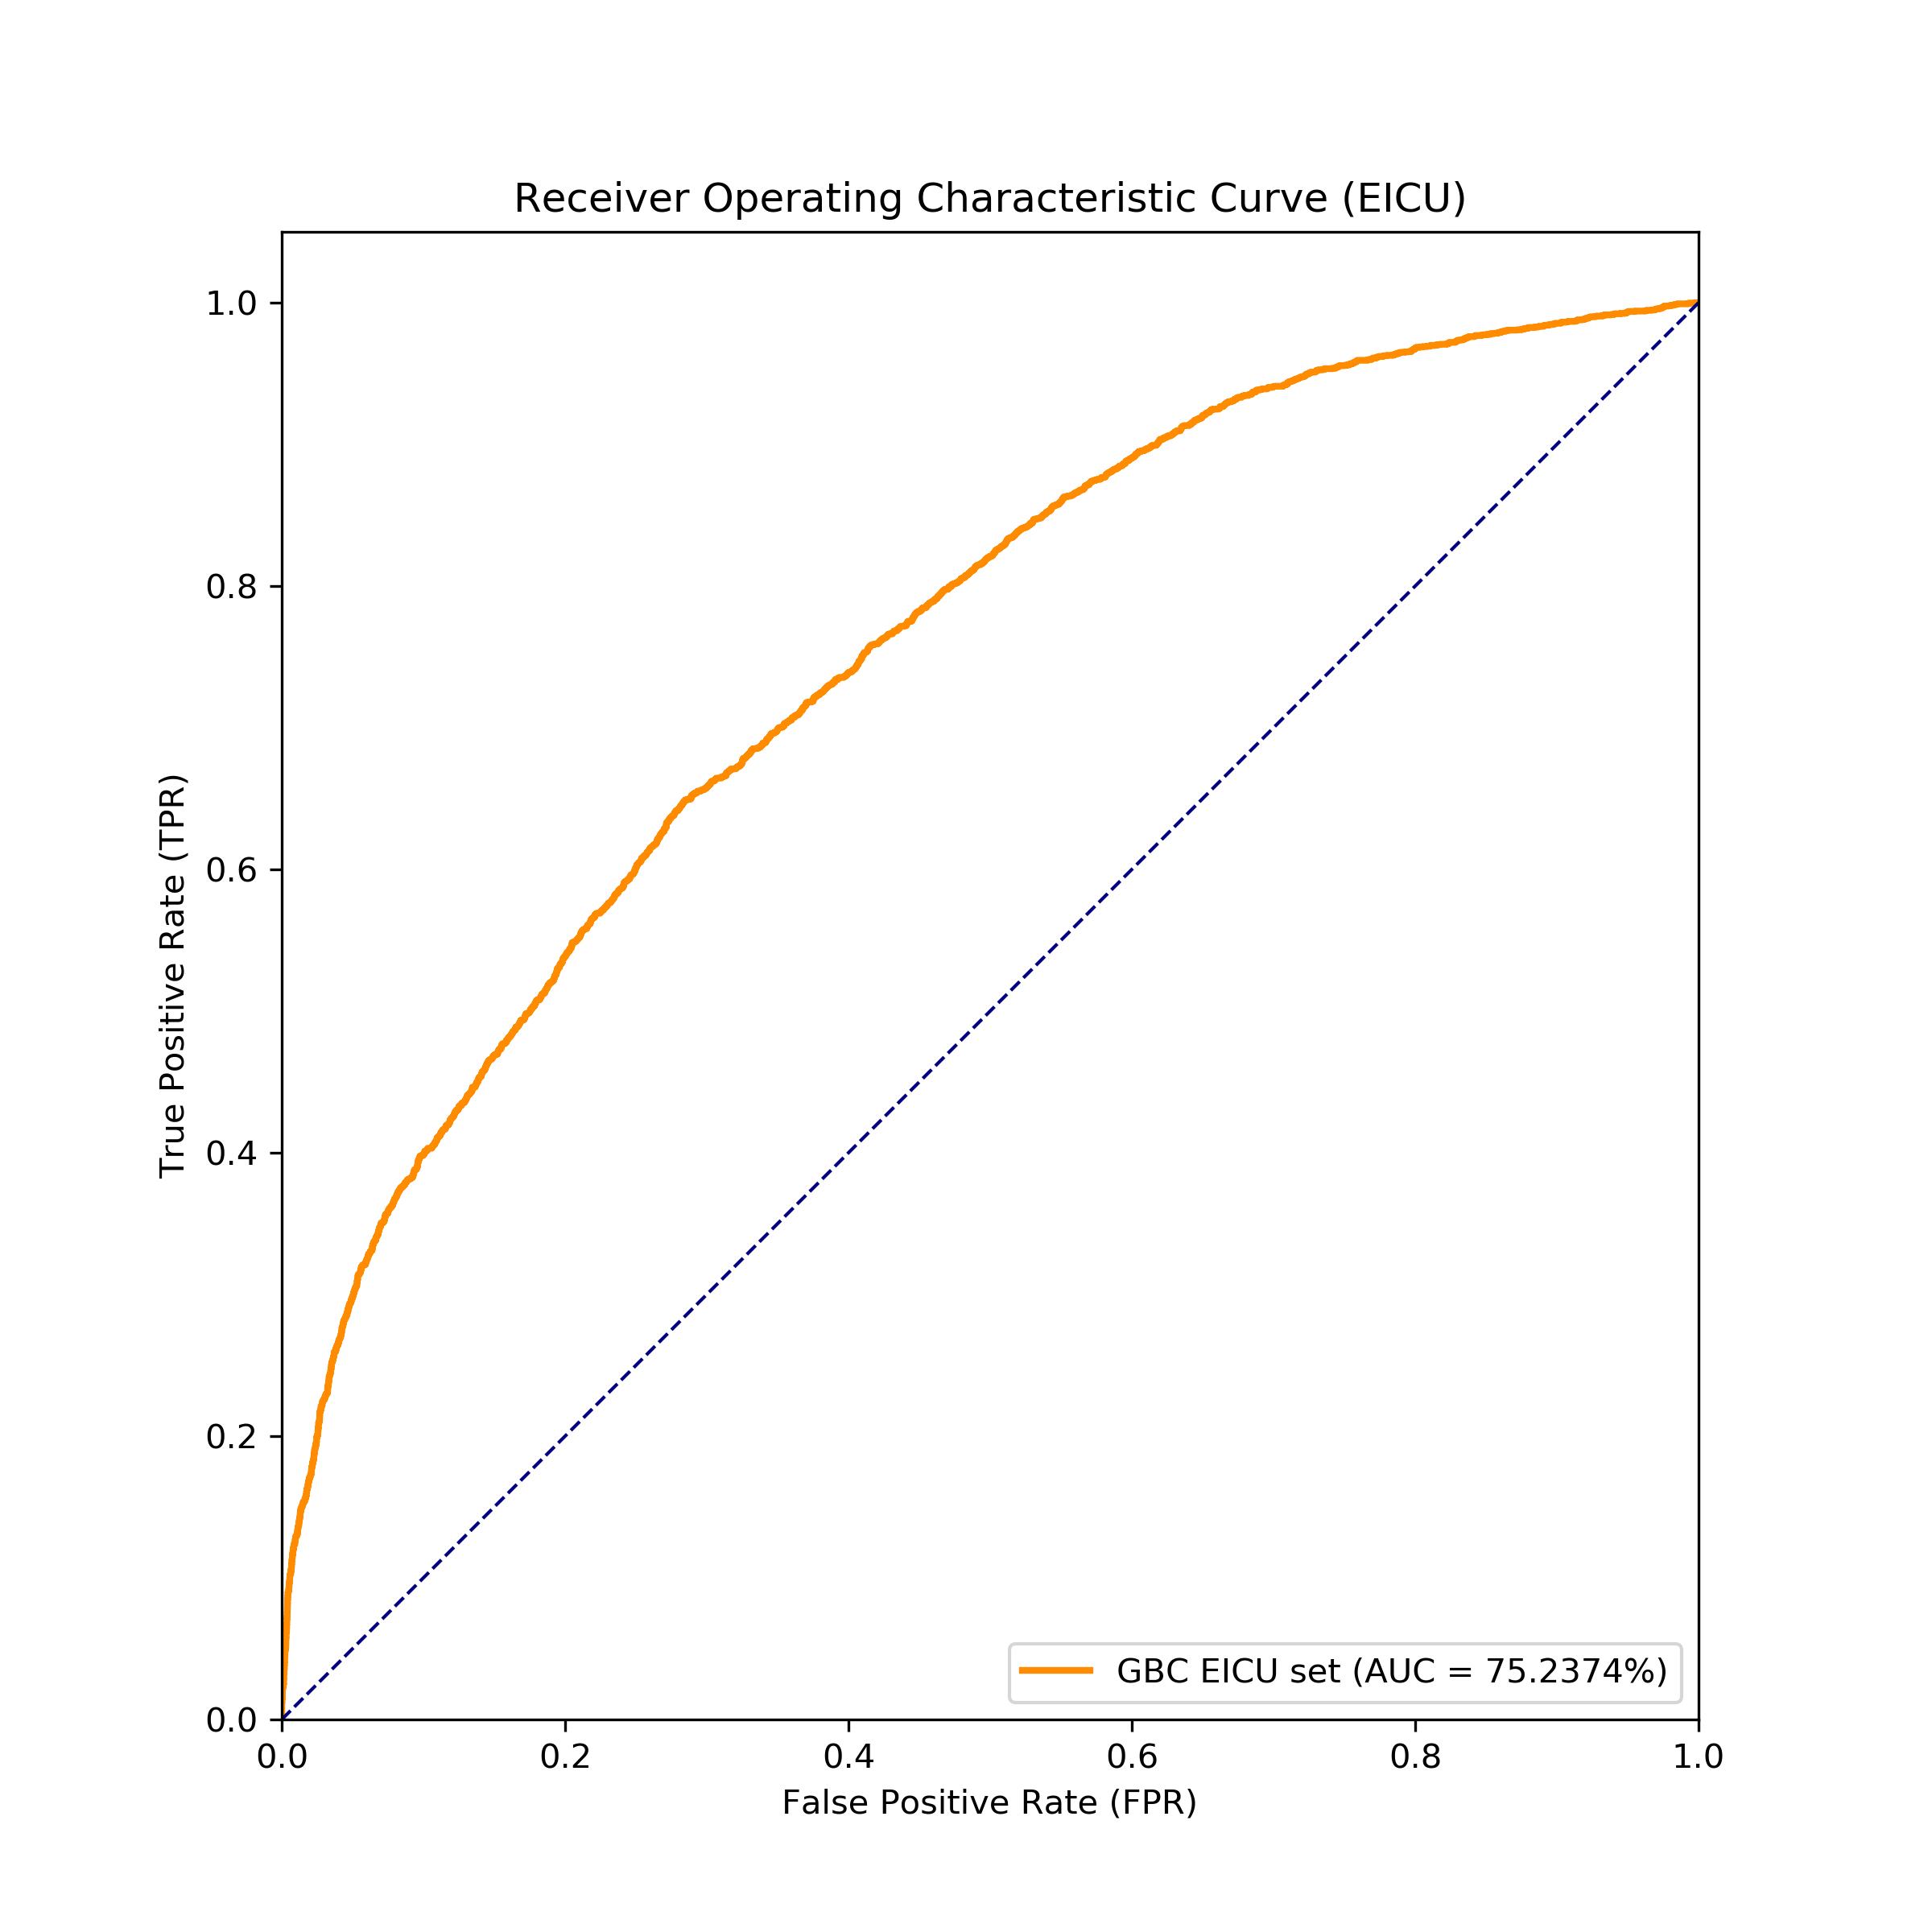 Receiver Operating Characteristic Curve (EICU)
1.0
0.8
0.6
0.4
0.2
0.0
True Positive Rate (TPR)
GBC EICU set (AUC = 75.2374%)
0.0 0.2 0.4 0.6 0.8 1.0
False Positive Rate (FPR)